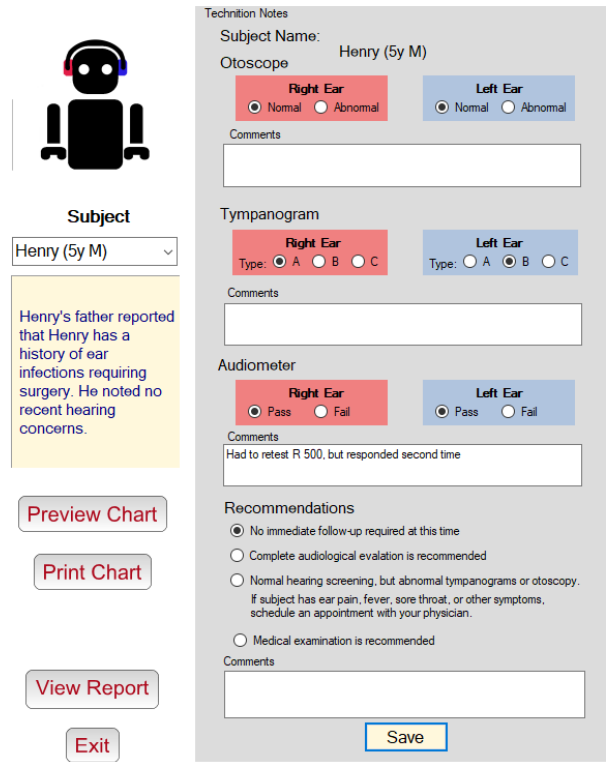 Technition Notes
Subject Name:
Henry (5y M)
Otoscope
Right Ear
Normal Abnormal
Left Ear
Normal Abnormal
Comments
Subject
Henry (5y M)
Henry's father reported
that Henry has a
history of ear
infections requiring
surgery. He noted no
recent hearing
concerns.
Preview Chart
Print Chart
View Report
Exit
Tympanogram
Right Ear
Type: A B C
Left Ear
Type: A B C
Comments
Audiometer
Right Ear
Pass Fail
Left Ear
Pass Fail
Comments
Had to retest R 500, but responded second time
Recommendations
No immediate follow-up required at this time
Complete audiological evalation is recommended
Normal hearing screening, but abnormal tympanograms or otoscopy.
If subject has ear pain, fever, sore throat, or other symptoms,
schedule an appointment with your physician.
Medical examination is recommended
Comments
Save